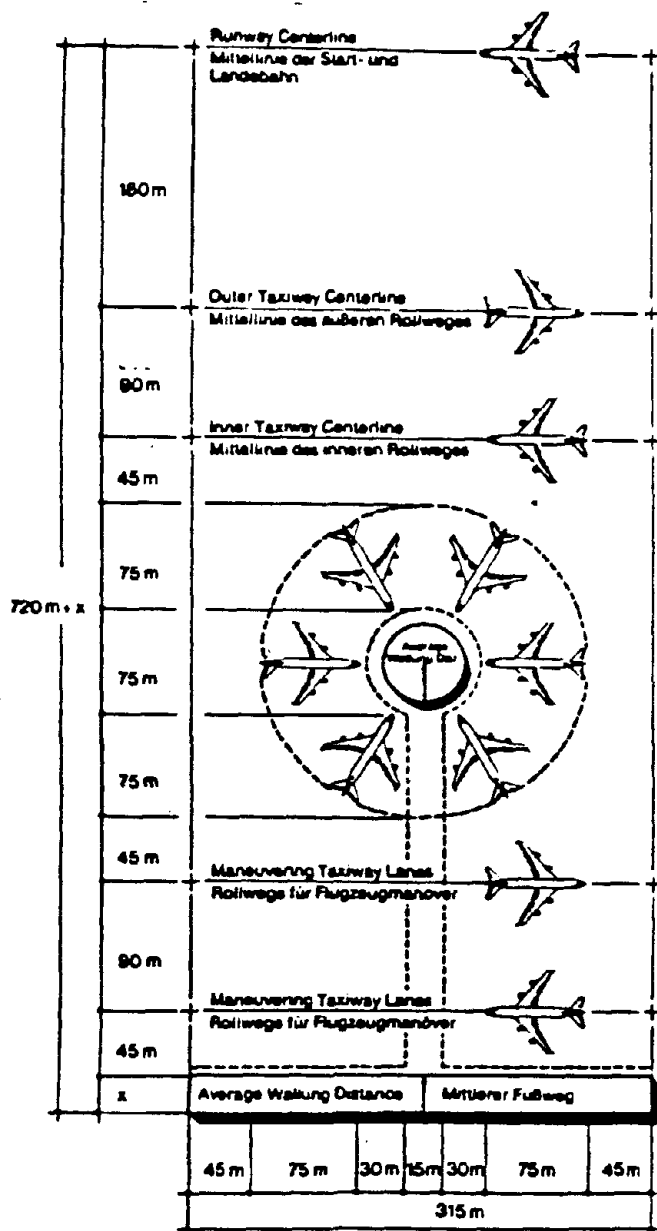 Runway Centerline
Mittellinie der Start- und
Landebahn
180 m
Outer Taxiway Centerline
Mittellinie des äußeren Rollweges
90 m
Inner Taxiway Centerline
Mittellinie des inneren Rollweges
45 m
75 m
720 m + x
75 m
75 m
45 m
Maneuvering Taxiway Lanes
Rollwege für Flugzeugmanöver
90 m
Maneuvering Taxiway Lanes
Rollwege für Flugzeugmanöver
45 m
x
Average Walking Distance
Mittlerer Fußweg
45 m 75 m 30 m 15 m 30 m 75 m 45 m
315 m